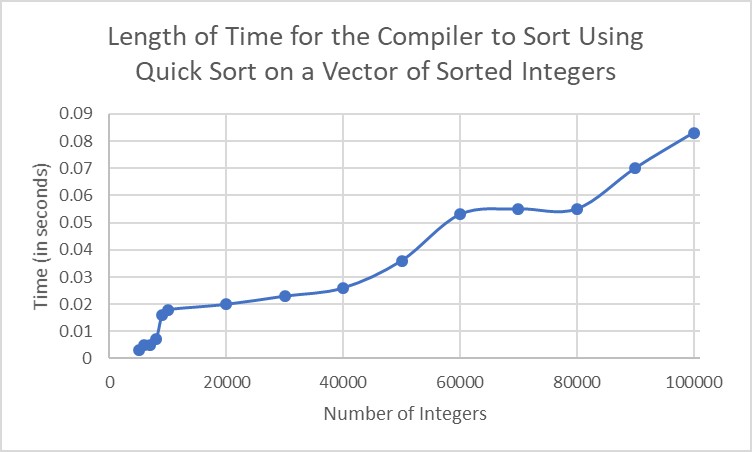 Length of Time for the Compiler to Sort Using
Quick Sort on a Vector of Sorted Integers
Time (in seconds)
0.09
0.08
0.07
0.06
0.05
0.04
0.03
0.02
0.01
0
0 20000 40000 60000 80000 100000
Number of Integers